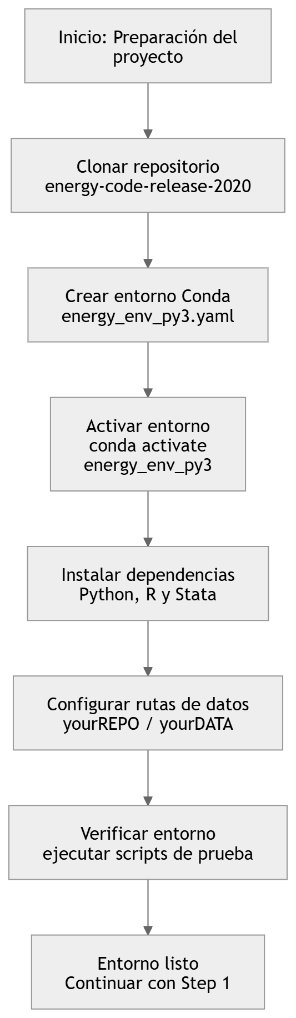 Inicio: Preparación del
proyecto
Clonar repositorio
energy-code-release-2020
Crear entorno Conda
energy_env_py3.yaml
Activar entorno
conda activate
energy_env_py3
Instalar dependencias
Python, R y Stata
Configurar rutas de datos
yourREPO / yourDATA
Verificar entorno
ejecutar scripts de prueba
Entorno listo
Continuar con Step 1